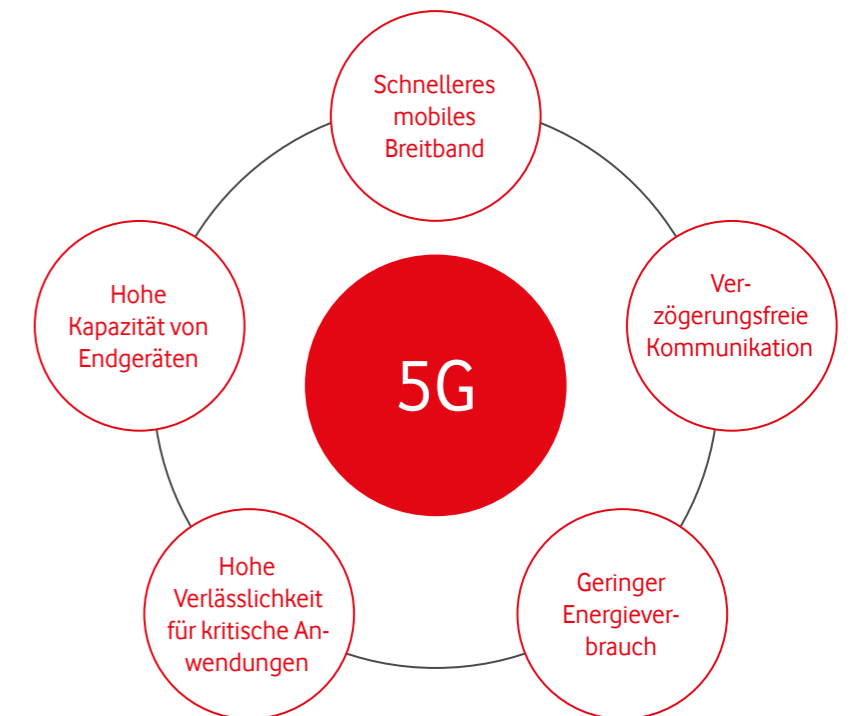 Schnelleres
mobiles
Breitband
Ver-
zögerungsfreie
Kommunikation
Hohe
Kapazität von
Endgeräten
5G
Hohe
Verlässlichkeit
für kritische An-
wendungen
Geringer
Energiever-
brauch